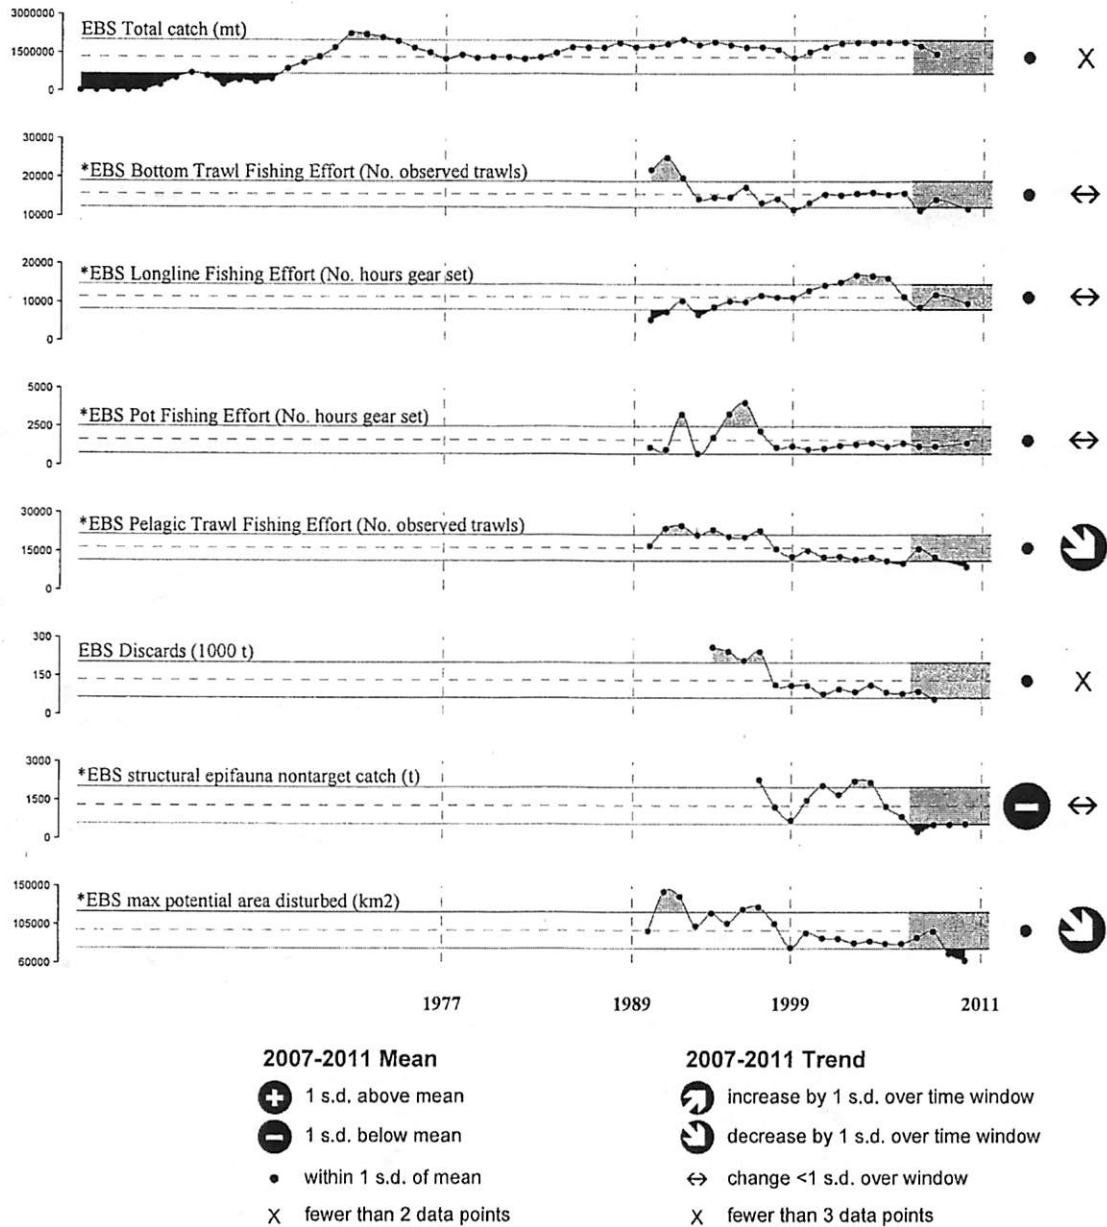 EBS Total catch (mt)
3000000
1500000
0
X
*EBS Bottom Trawl Fishing Effort (No. observed trawls)
30000
20000
10000
*EBS Longline Fishing Effort (No. hours gear set)
20000
10000
0
*EBS Pot Fishing Effort (No. hours gear set)
5000
2500
0
*EBS Pelagic Trawl Fishing Effort (No. observed trawls)
30000
15000
0
EBS Discards (1000 t)
300
150
0
X
*EBS structural epifauna nontarget catch (t)
3000
1500
0
*EBS max potential area disturbed (km2)
150000
105000
60000
1977 1989 1999 2011
2007-2011 Mean
1 s.d. above mean
1 s.d. below mean
within 1 s.d. of mean
X fewer than 2 data points
2007-2011 Trend
increase by 1 s.d. over time window
decrease by 1 s.d. over time window
change <1 s.d. over window
X fewer than 3 data points